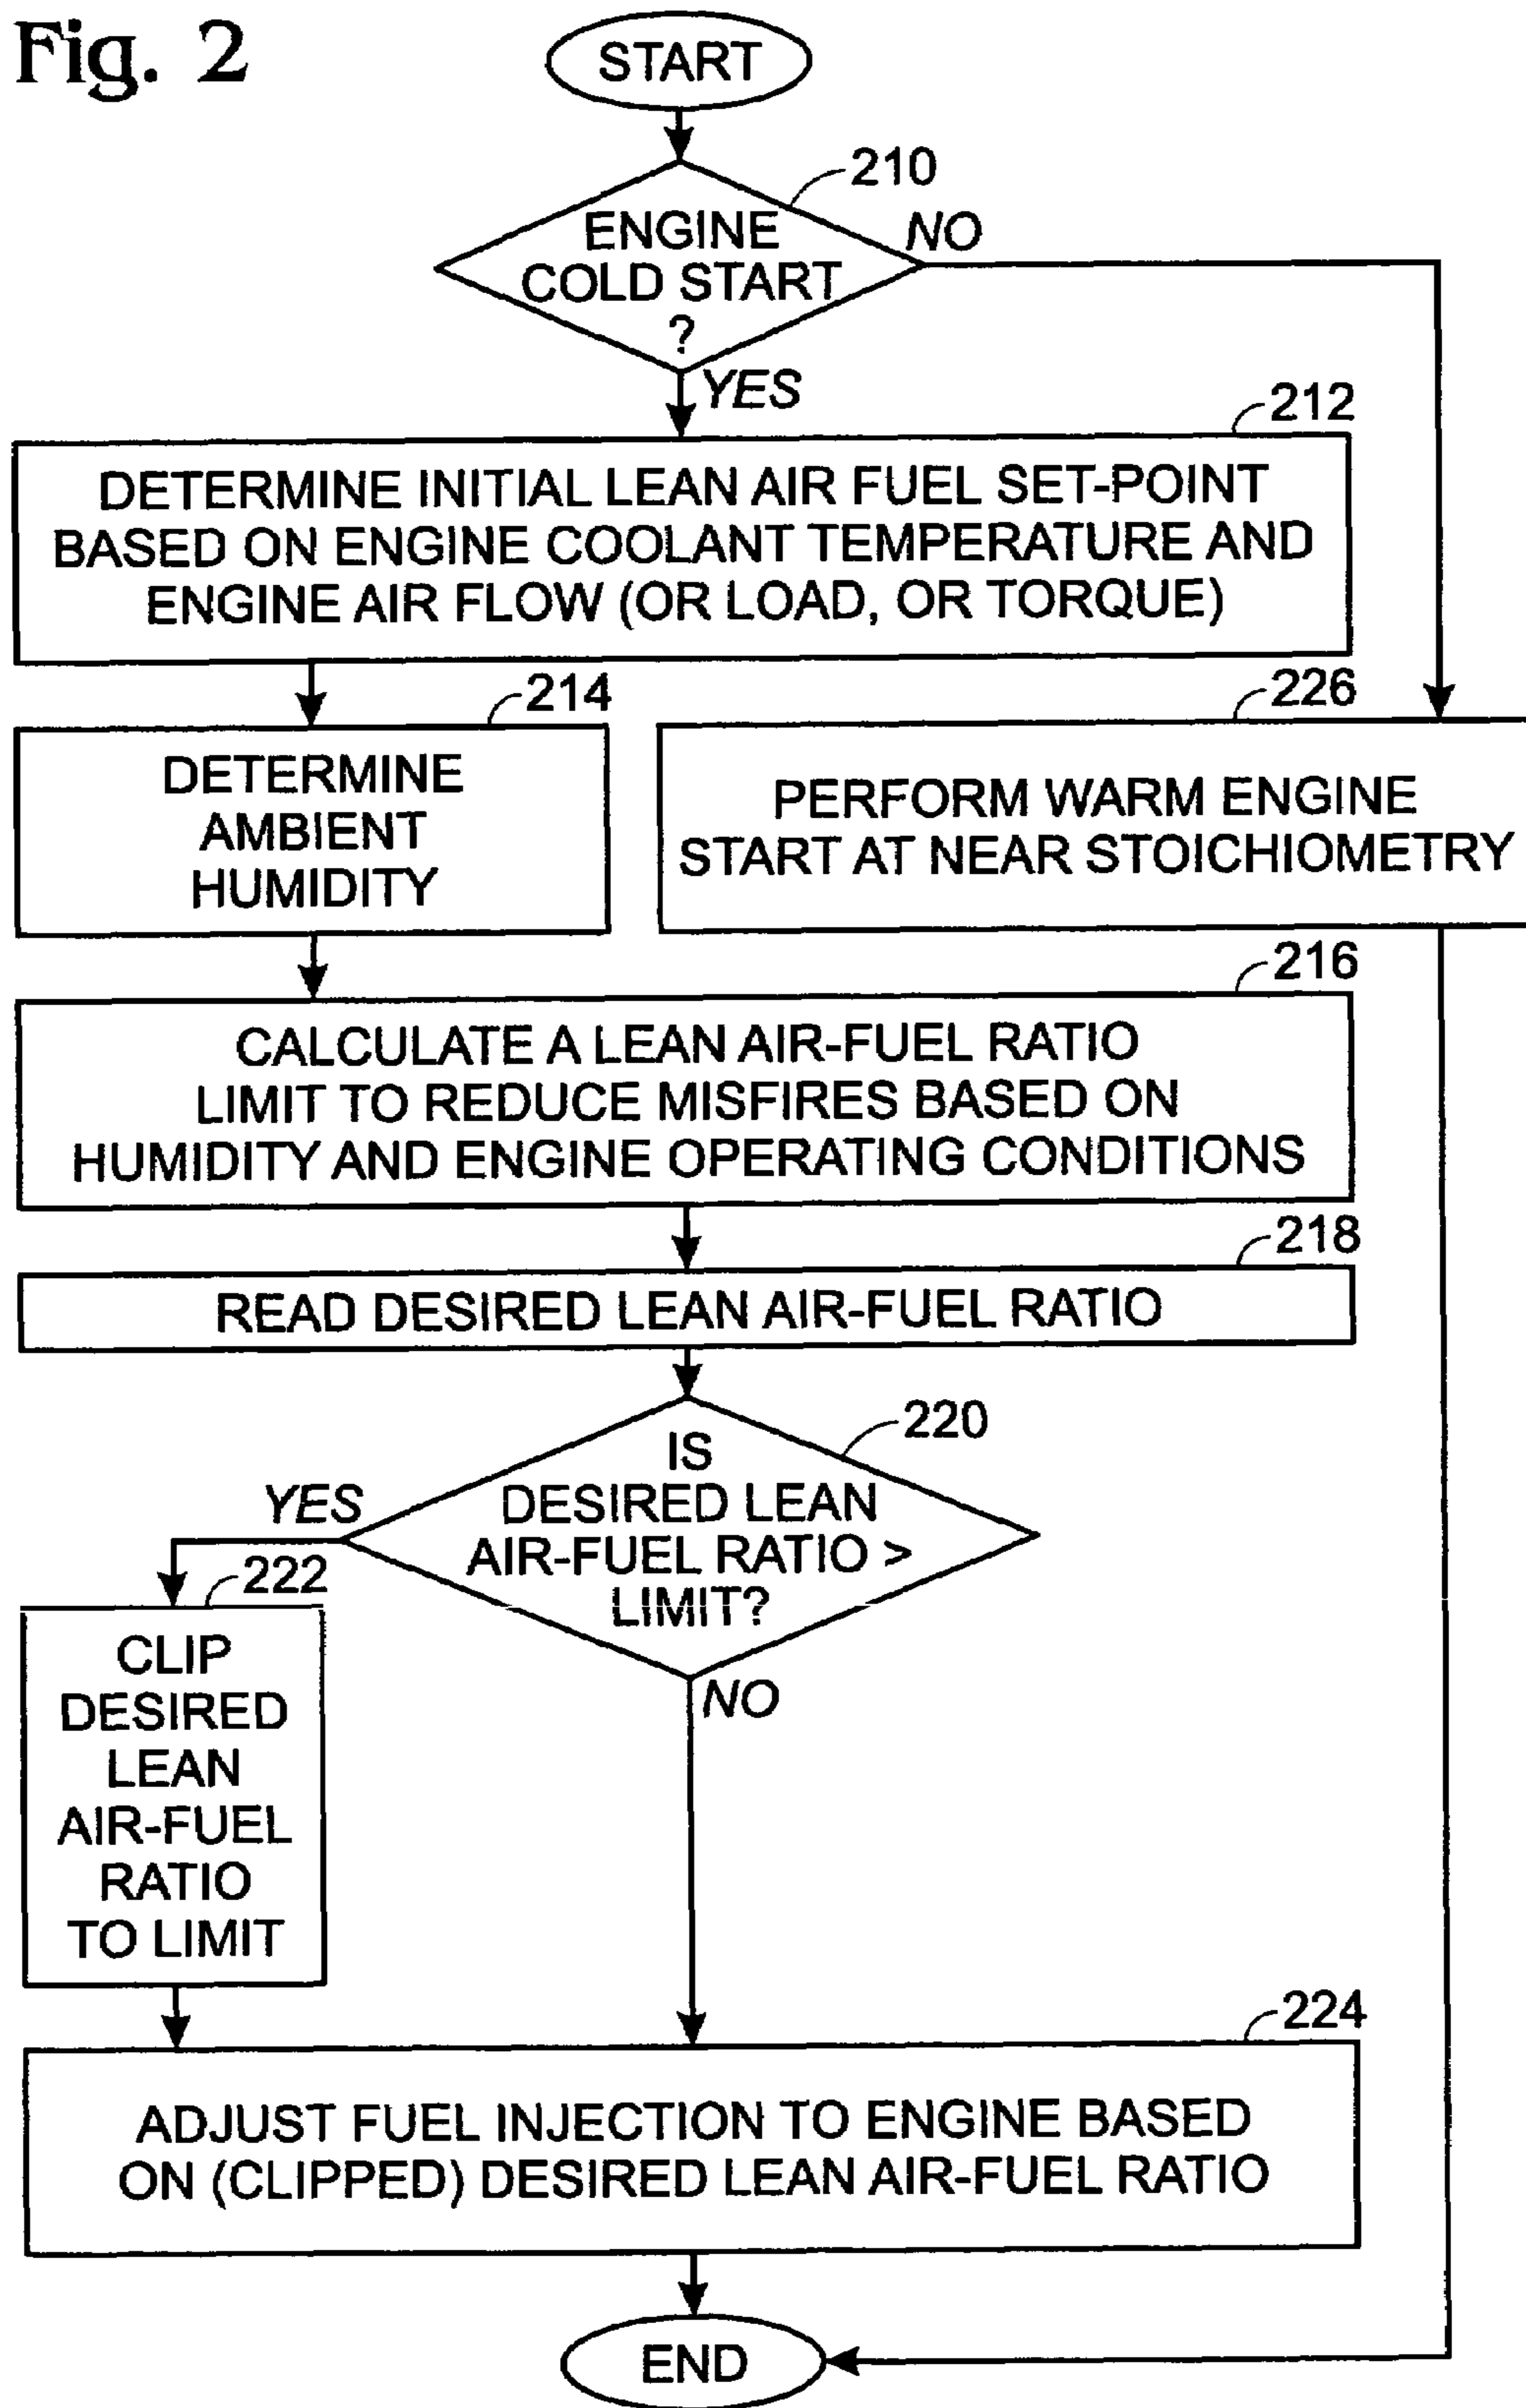 Fig. 2
START
210
ENGINE
COLD START
?
NO
YES
212
DETERMINE INITIAL LEAN AIR FUEL SET-POINT
BASED ON ENGINE COOLANT TEMPERATURE AND
ENGINE AIR FLOW (OR LOAD, OR TORQUE)
214
DETERMINE
AMBIENT
HUMIDITY
226
PERFORM WARM ENGINE
START AT NEAR STOICHIOMETRY
216
CALCULATE A LEAN AIR-FUEL RATIO
LIMIT TO REDUCE MISFIRES BASED ON
HUMIDITY AND ENGINE OPERATING CONDITIONS
218
READ DESIRED LEAN AIR-FUEL RATIO
220
IS
DESIRED LEAN
AIR-FUEL RATIO >
LIMIT?
YES
NO
222
CLIP
DESIRED
LEAN
AIR-FUEL
RATIO
TO LIMIT
224
ADJUST FUEL INJECTION TO ENGINE BASED
ON (CLIPPED) DESIRED LEAN AIR-FUEL RATIO
END